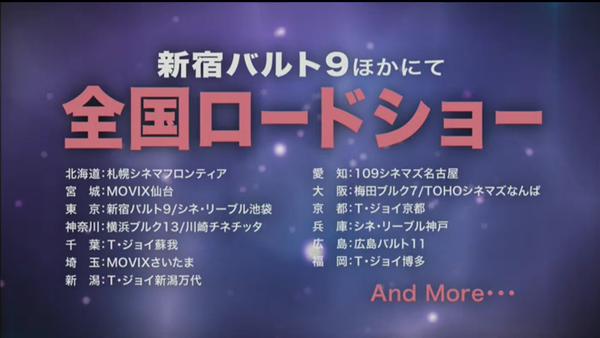 新宿バルト9ほかにて
全国ロードショー
北海道:札幌シネマフロンティア
宮 城:MOVIX仙台
東 京:新宿バルト9/シネ・リーブル池袋
神奈川:横浜ブルク13/川崎チネチッタ
千 葉:T・ジョイ蘇我
埼 玉:MOVIXさいたま
新 潟:T・ジョイ新潟万代
愛 知:109シネマズ名古屋
大 阪:梅田ブルク7/TOHOシネマズなんば
京 都:T・ジョイ京都
兵 庫:シネ・リーブル神戸
広 島:広島バルト11
福 岡:T・ジョイ博多
And More・・・